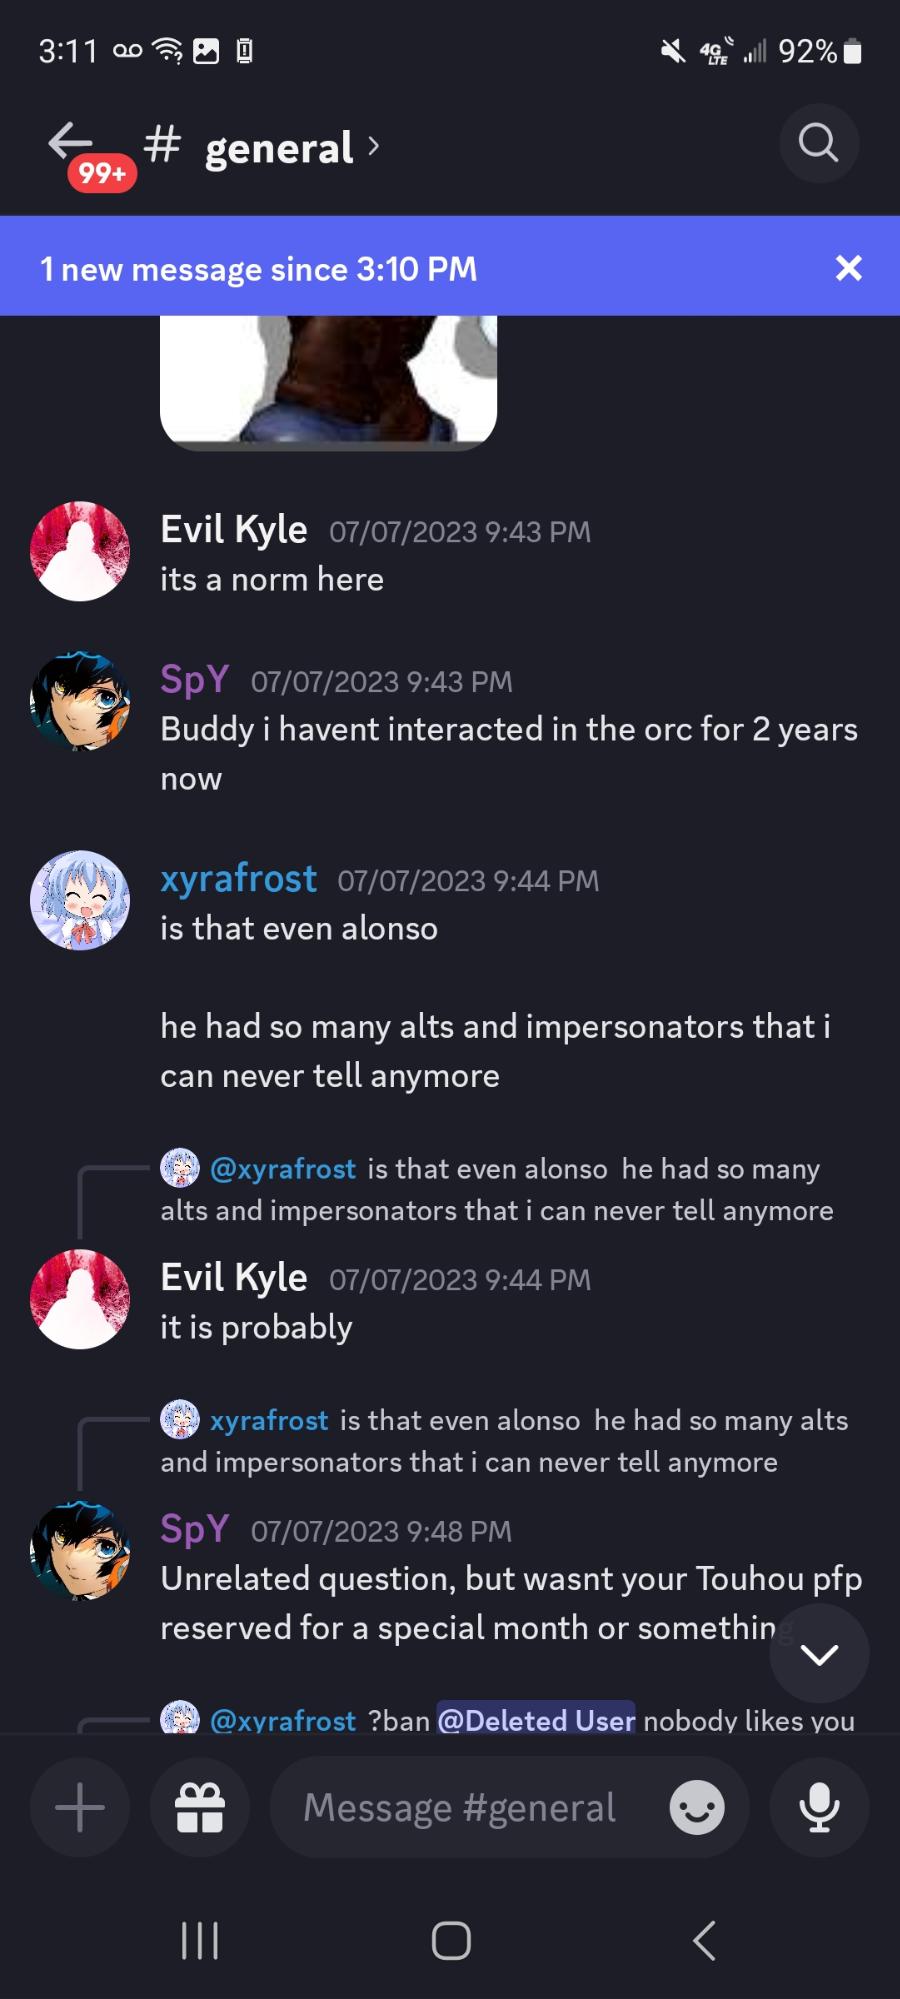 3:11
4G LTE 92%
99+
# general
1 new message since 3:10 PM
Evil Kyle 07/07/2023 9:43 PM
its a norm here
SpY 07/07/2023 9:43 PM
Buddy i havent interacted in the orc for 2 years
now
xyrafrost 07/07/2023 9:44 PM
is that even alonso
he had so many alts and impersonators that i
can never tell anymore
@xyrafrost is that even alonso he had so many
alts and impersonators that i can never tell anymore
Evil Kyle 07/07/2023 9:44 PM
it is probably
xyrafrost is that even alonso he had so many alts
and impersonators that i can never tell anymore
SpY 07/07/2023 9:48 PM
Unrelated question, but wasnt your Touhou pfp
reserved for a special month or something
@xyrafrost ?ban @Deleted User nobody likes you
Message #general